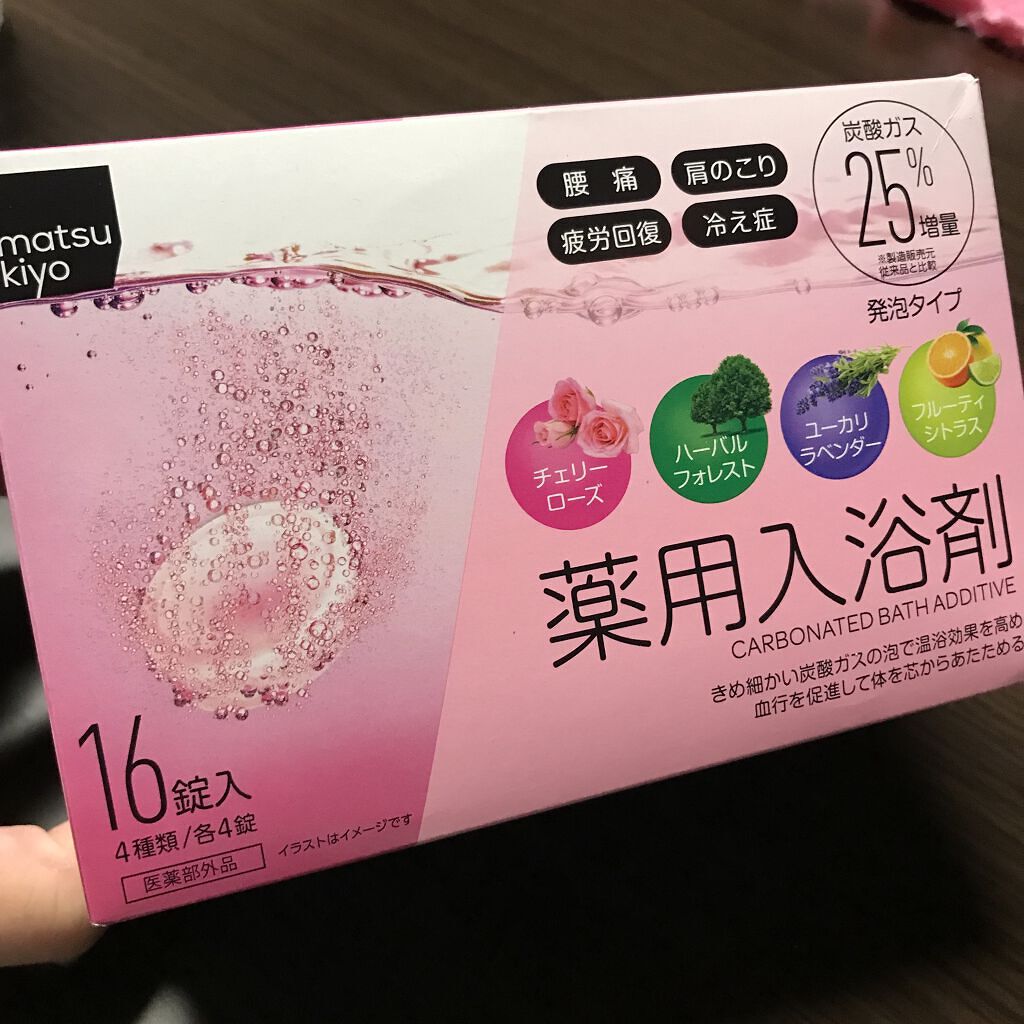 matsu
kiyo
腰痛
肩のこり
疲労回復
冷え症
炭酸ガス
25%
増量
※製造販売元
従来品と比較
発泡タイプ
チェリー
ローズ
ハーバル
フォレスト
ユーカリ
ラベンダー
フルーティ
シトラス
薬用入浴剤
CARBONATED BATH ADDITIVE
きめ細かい炭酸ガスの泡で温浴効果を高め
血行を促進して体を芯からあたためる
16錠入
4種類/各4錠
医薬部外品
イラストはイメージです